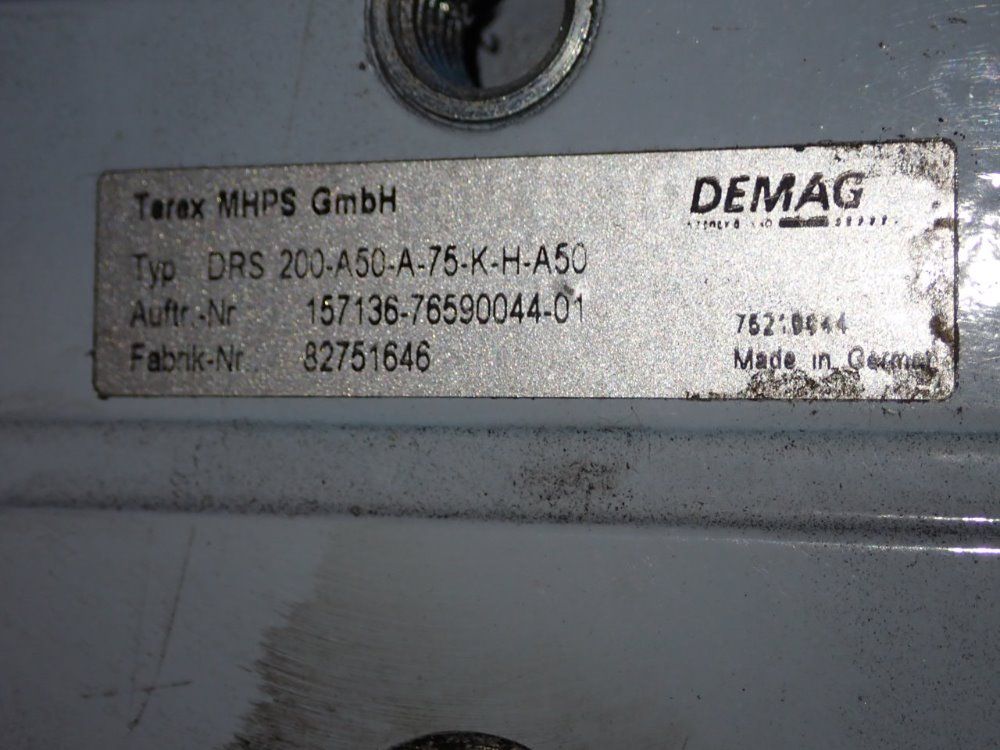 Terex MHPS GmbH
DEMAG
Typ DRS 200-A50-A-75-K-H-A50
Auftr.-Nr 157136-76590044-01
Fabrik-Nr. 82751646
Made in